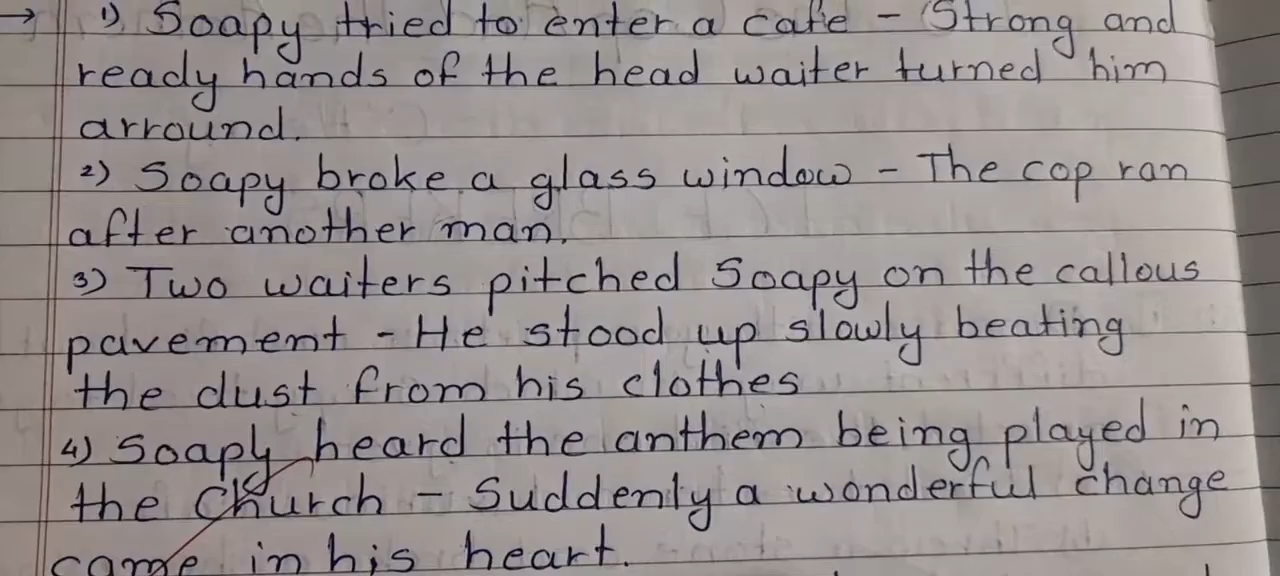 → 1) Soapy tried to enter a cafe - Strong and
ready hands of the head waiter turned him
arround.
2) Soapy broke a glass window - The cop ran
after another man.
3) Two waiters pitched Soapy on the callous
pavement - He stood up slowly beating
the dust from his clothes
4) Soaply heard the anthem being played in
the Church - Suddenly a wonderful change
came in his heart.